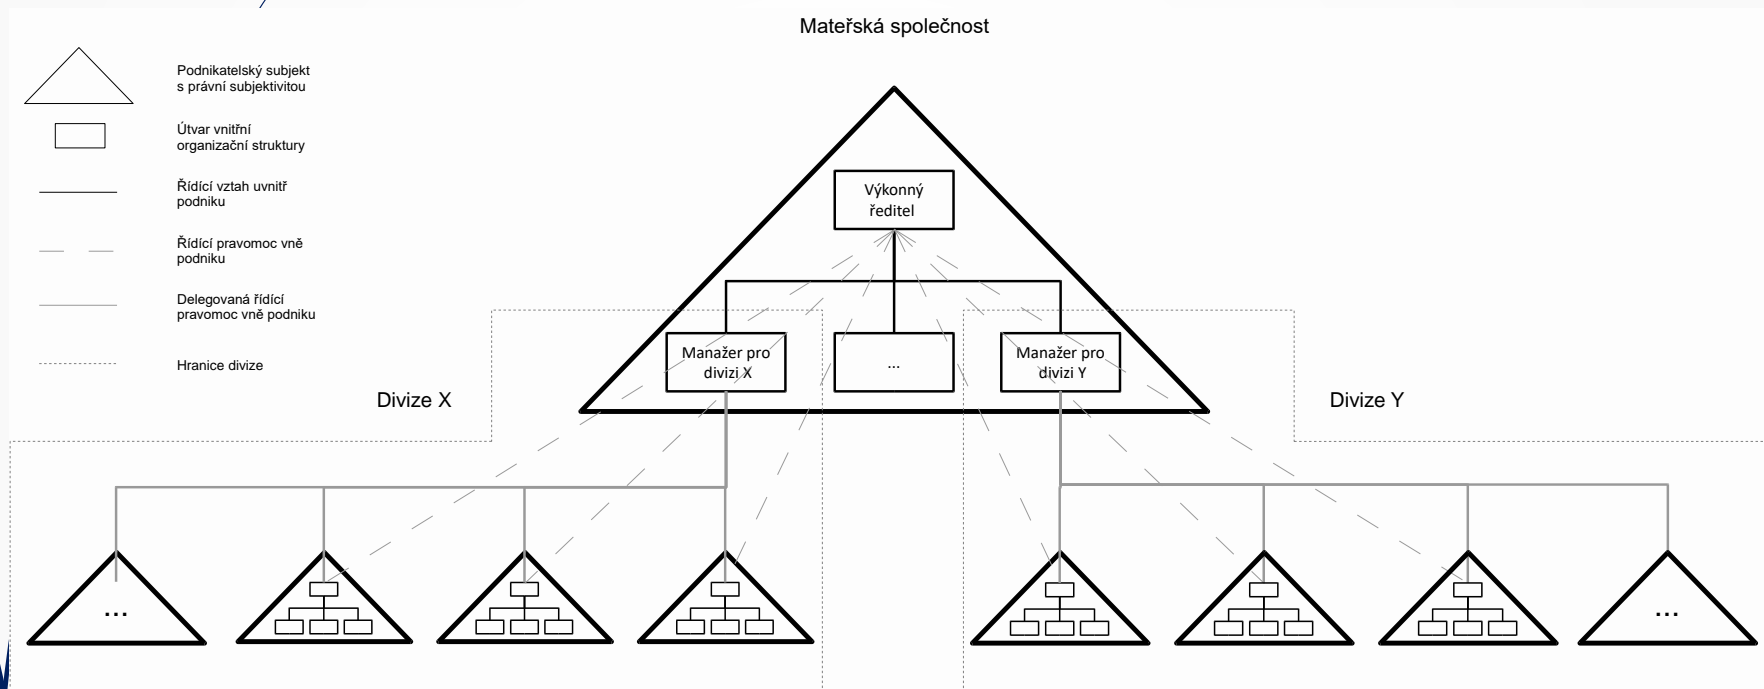 Mateřská společnost
Podnikatelský subjekt
s právní subjektivitou
Útvar vnitřní
organizační struktury
Řídící vztah uvnitř
podniku
Řídící pravomoc vně
podniku
Delegovaná řídící
pravomoc vně podniku
Hranice divize
Výkonný
ředitel
Manažer pro
divizi X
...
Manažer pro
divizi Y
Divize X
Divize Y
...
...